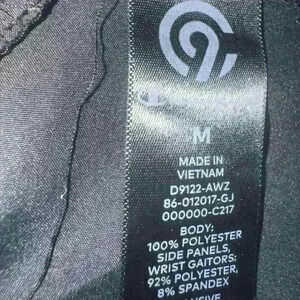 C9
M
MADE IN
VIETNAM
D9122-AWZ
86-012017-GJ
000000-C217
BODY:
100% POLYESTER
SIDE PANELS,
WRIST GAITORS:
92% POLYESTER,
8% SPANDEX